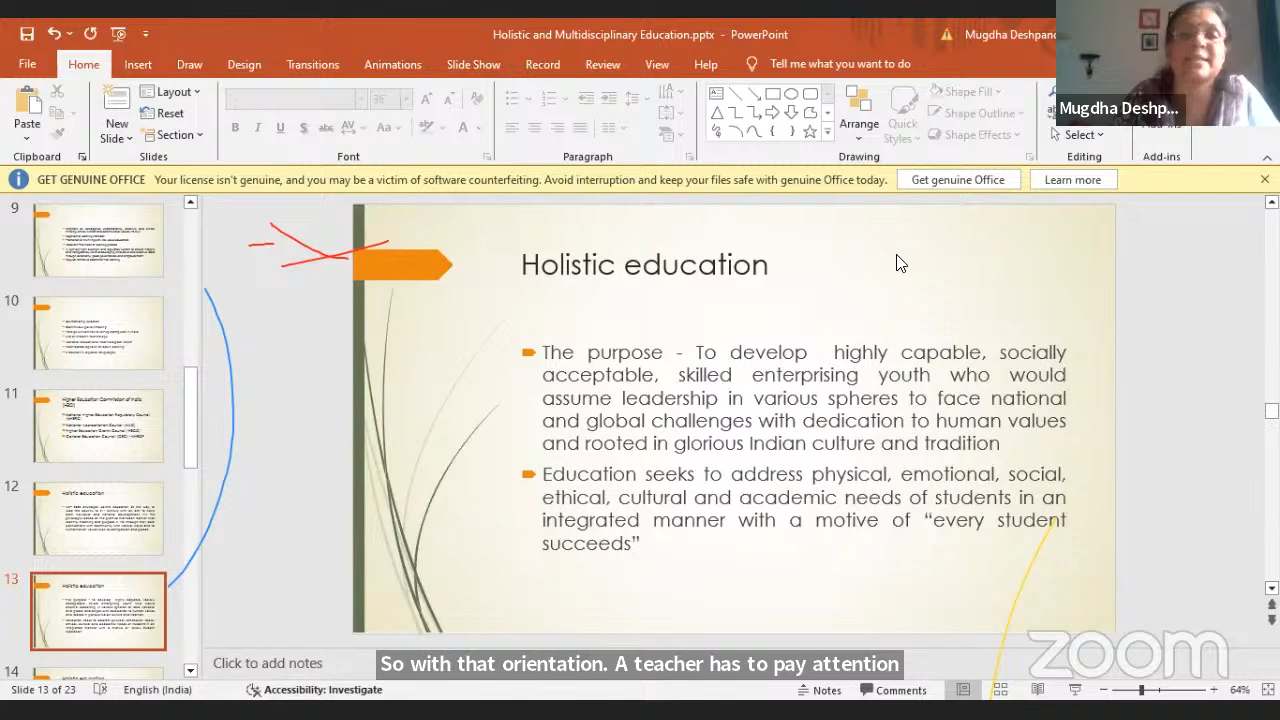 Holistic and Multidisciplinary Education.pptx - PowerPoint
Mugdha Deshpand
File Home Insert Draw Design Transitions Animations Slide Show Record Review View Help Tell me what you want to do
Mugdha Deshp...
Paste
Clipboard
New
Slide
Layout
Reset
Section
Slides
Font
Paragraph
Arrange
Quick
Styles
Shape Fill
Shape Outline
Shape Effects
Drawing
Select
Editing
Add-ins
Add-ins
GET GENUINE OFFICE Your license isn't genuine, and you may be a victim of software counterfeiting. Avoid interruption and keep your files safe with genuine Office today. Get genuine Office Learn more
9
10
11
12
Holistic education
13
Holistic education
14
Holistic education
The purpose - To develop highly capable, socially
acceptable, skilled enterprising youth who would
assume leadership in various spheres to face national
and global challenges with dedication to human values
and rooted in glorious Indian culture and tradition
Education seeks to address physical, emotional, social,
ethical, cultural and academic needs of students in an
integrated manner with a motive of “every student
succeeds”
zoom
Click to add notes
So with that orientation. A teacher has to pay attention
Slide 13 of 23 English (India) Accessibility: Investigate Notes Comments 64%